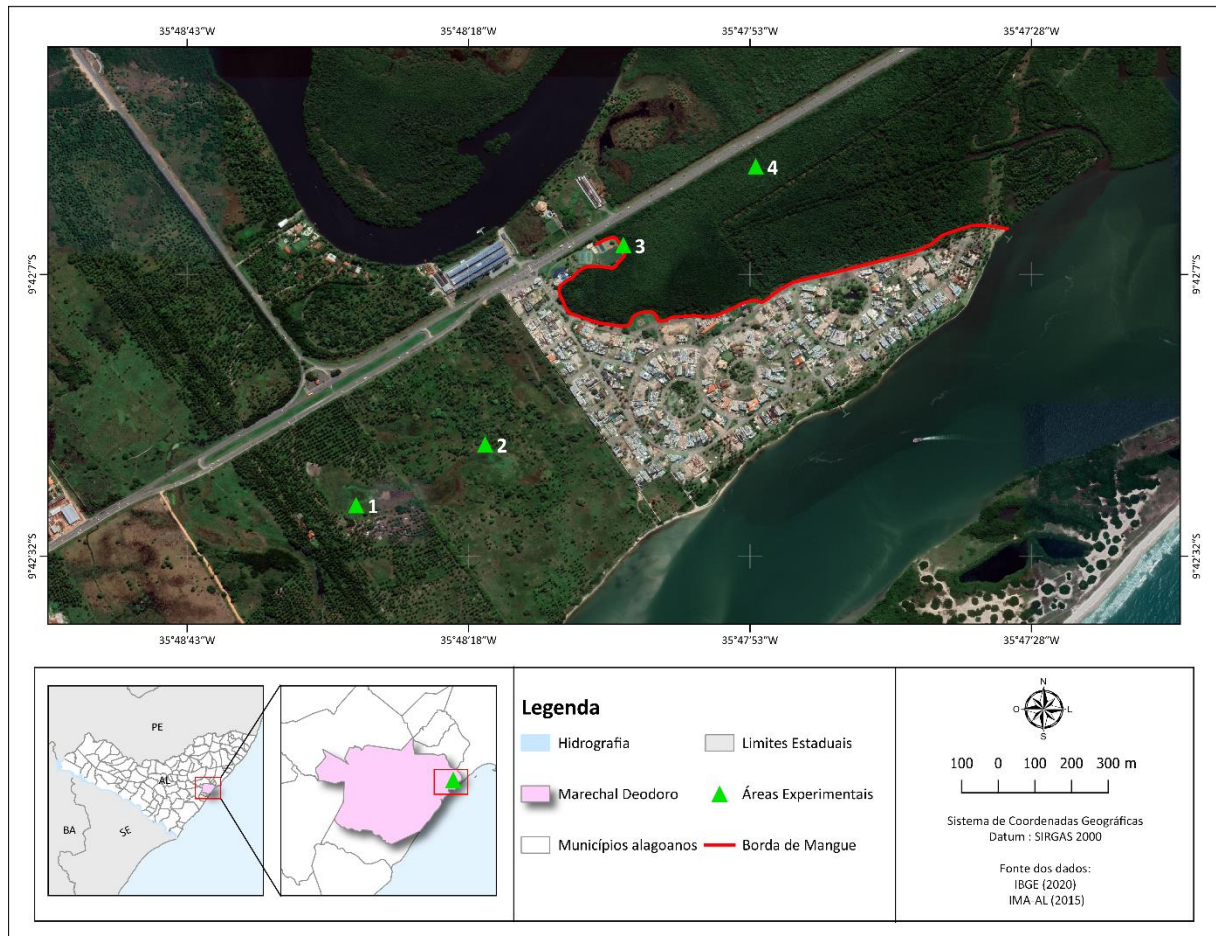 35°48'43"W 35°48'18"W 35°47'53"W 35°47'28"W
4
3
9°42'7"S 9°42'7"S
2
1
9°42'32"S 9°42'32"S
35°48'43"W 35°48'18"W 35°47'53"W 35°47'28"W
PE
AL
BA
SE
Legenda
Hidrografia
Limites Estaduais
Marechal Deodoro
Áreas Experimentais
Municípios alagoanos
Borda de Mangue
N
O L
S
100 0 100 200 300 m
Sistema de Coordenadas Geográficas
Datum : SIRGAS 2000
Fonte dos dados:
IBGE (2020)
IMA-AL (2015)